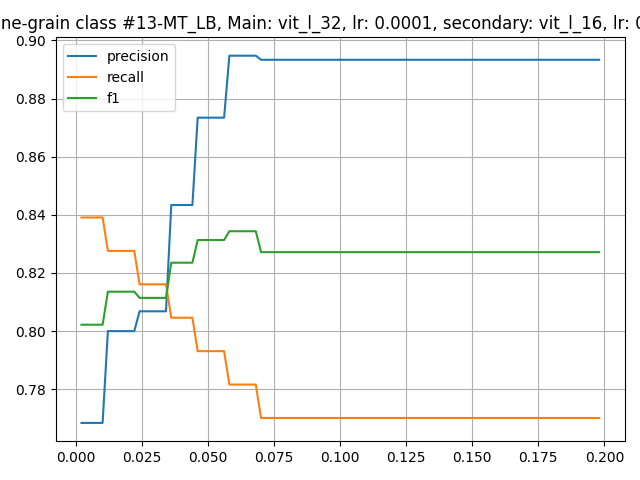 ne-grain class #13-MT_LB, Main: vit_l_32, lr: 0.0001, secondary: vit_l_16, lr: 0
0.90
0.88
0.86
0.84
0.82
0.80
0.78
precision
recall
f1
0.000 0.025 0.050 0.075 0.100 0.125 0.150 0.175 0.200